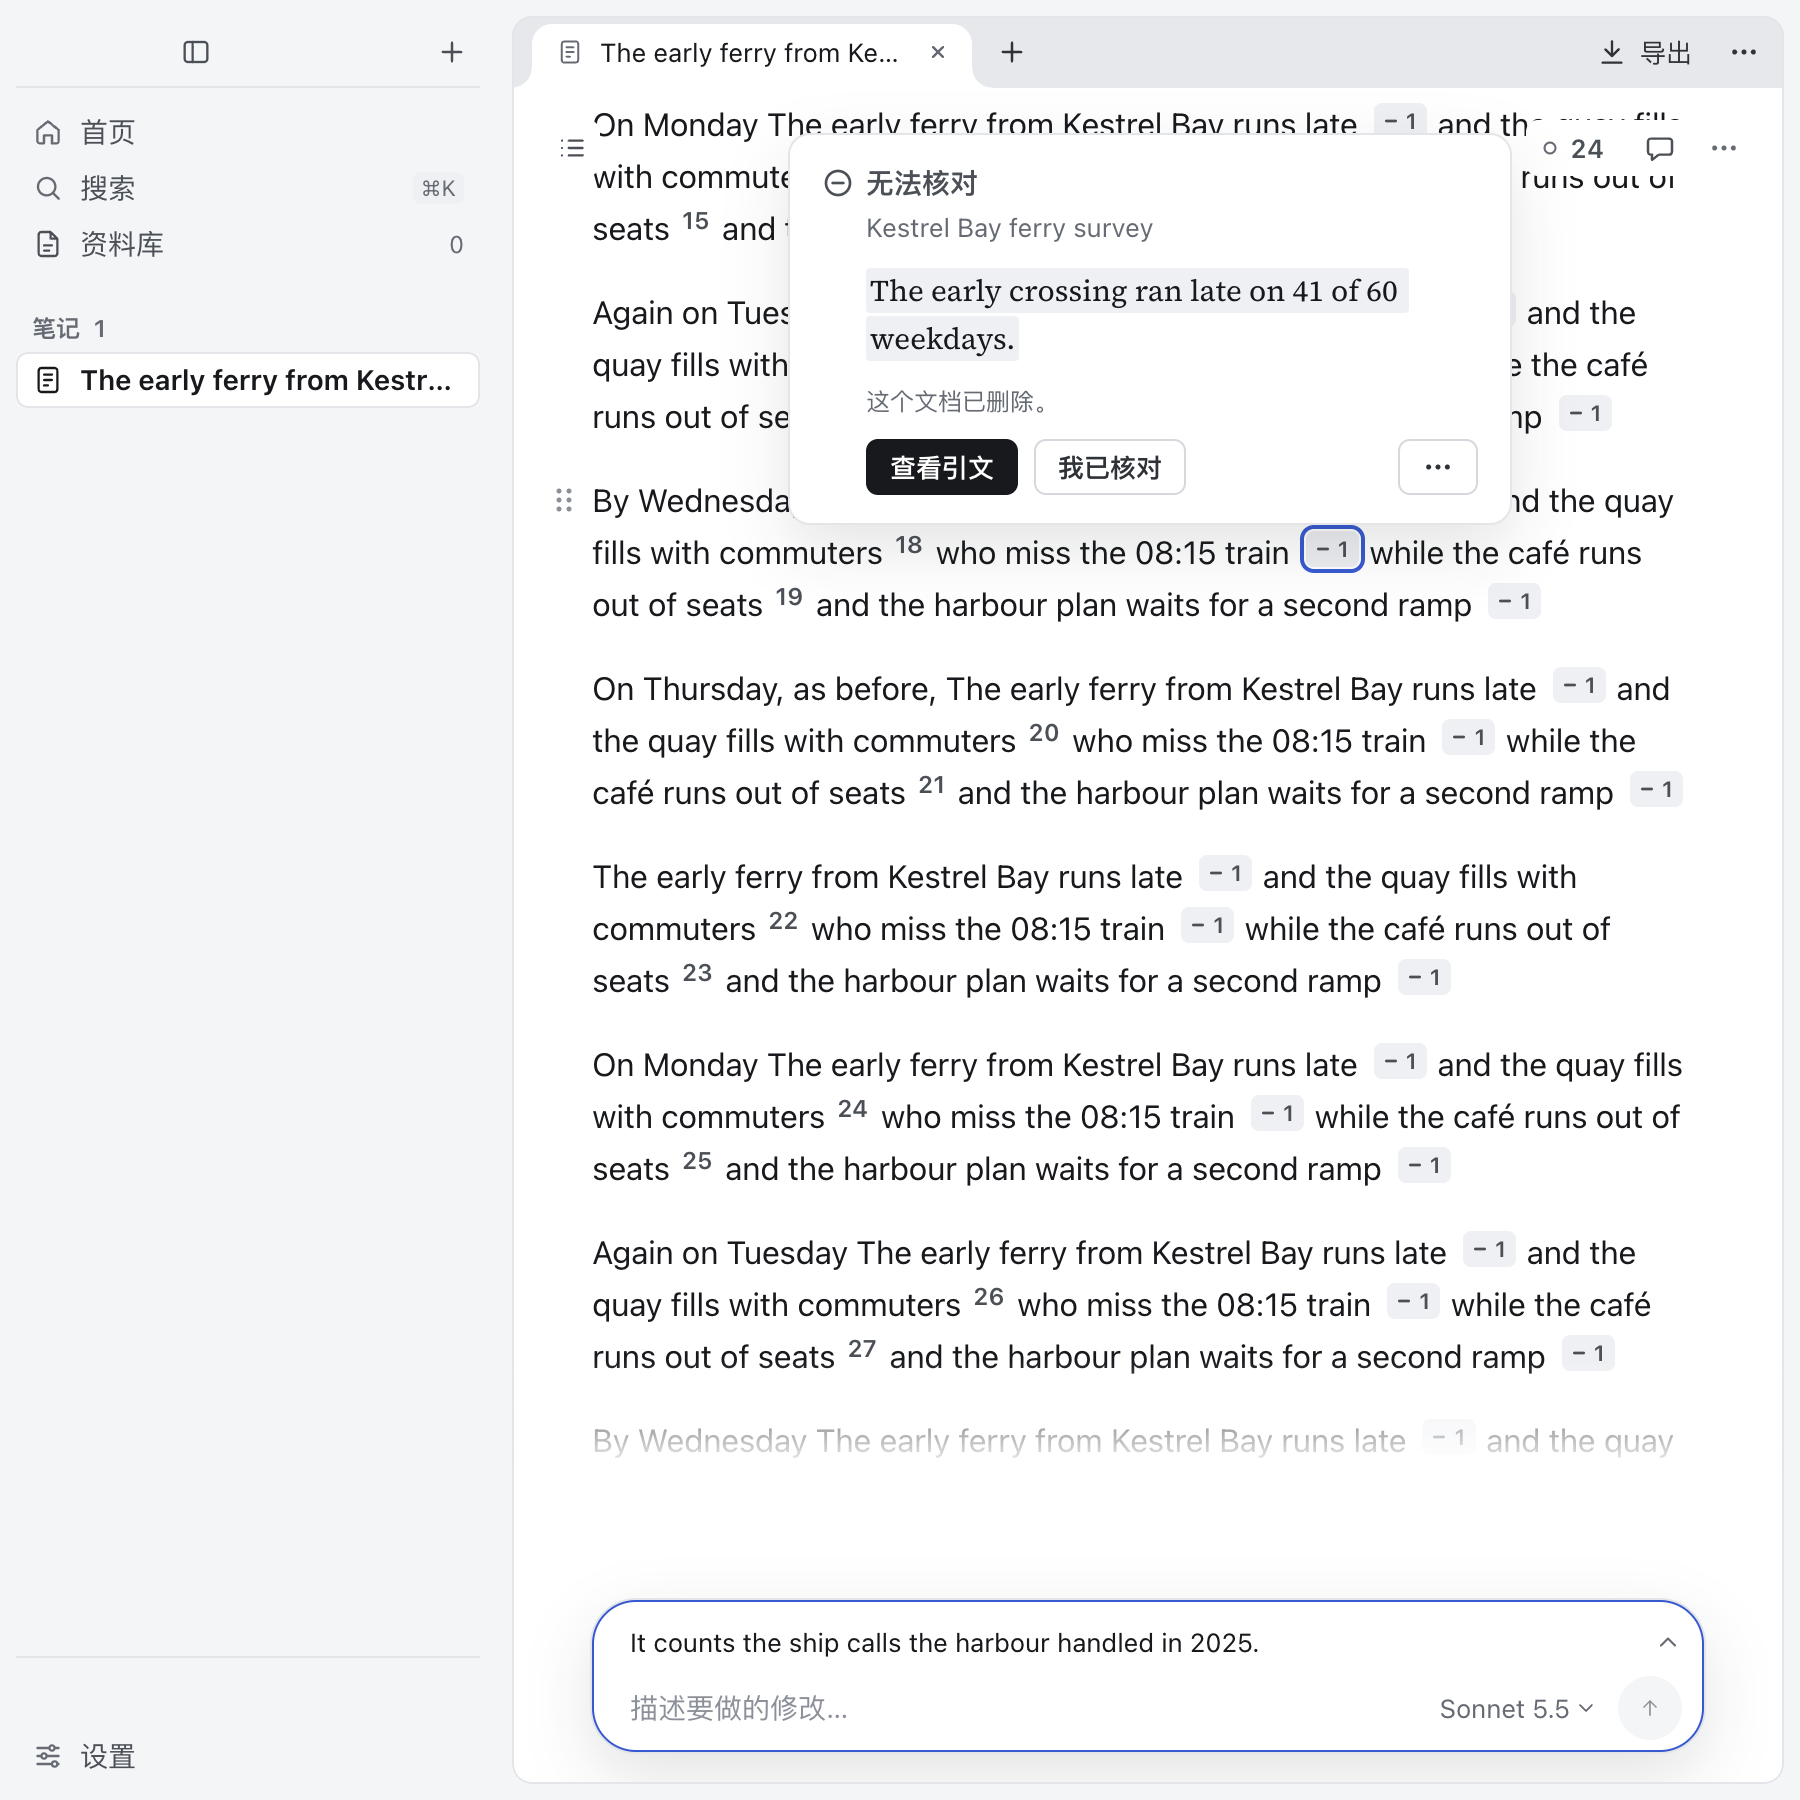 The early ferry from Ke...
导出
首页
搜索 ⌘K
资料库 0
笔记 1
The early ferry from Kestr...
设置
On Monday The early ferry from Kestrel Bay runs late – 1 and the quay fills
24
with commute
runs out of
seats 15 and
无法核对
Kestrel Bay ferry survey
The early crossing ran late on 41 of 60
weekdays.
这个文档已删除。
查看引文 我已核对
Again on Tues and the
quay fills with the café
runs out of – 1
By Wednesda the quay
fills with commuters 18 who miss the 08:15 train – 1 while the café runs
out of seats 19 and the harbour plan waits for a second ramp – 1
On Thursday, as before, The early ferry from Kestrel Bay runs late – 1 and
the quay fills with commuters 20 who miss the 08:15 train – 1 while the
café runs out of seats 21 and the harbour plan waits for a second ramp – 1
The early ferry from Kestrel Bay runs late – 1 and the quay fills with
commuters 22 who miss the 08:15 train – 1 while the café runs out of
seats 23 and the harbour plan waits for a second ramp – 1
On Monday The early ferry from Kestrel Bay runs late – 1 and the quay fills
with commuters 24 who miss the 08:15 train – 1 while the café runs out of
seats 25 and the harbour plan waits for a second ramp – 1
Again on Tuesday The early ferry from Kestrel Bay runs late – 1 and the
quay fills with commuters 26 who miss the 08:15 train – 1 while the café
runs out of seats 27 and the harbour plan waits for a second ramp – 1
By Wednesday The early ferry from Kestrel Bay runs late – 1 and the quay
It counts the ship calls the harbour handled in 2025.
描述要做的修改...
Sonnet 5.5